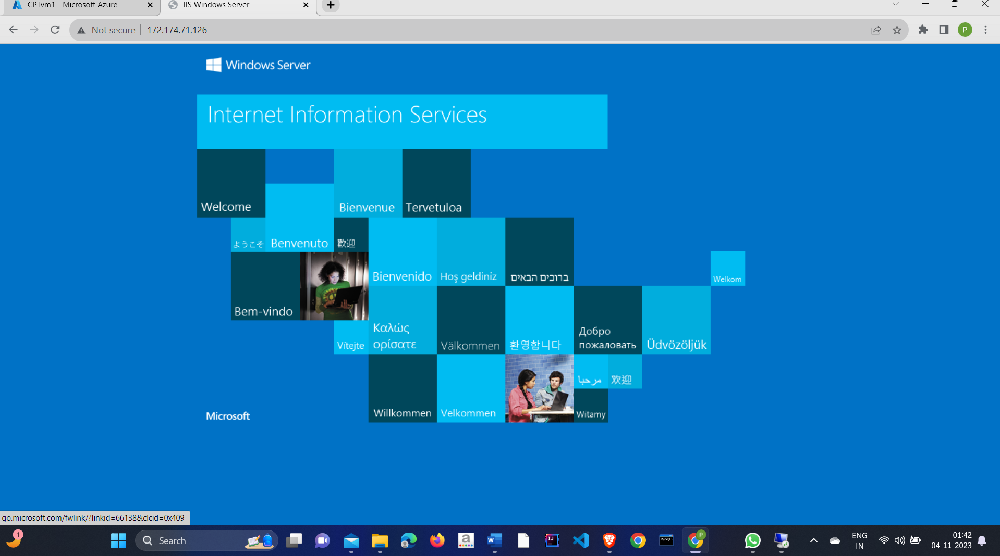 CPTvm1 - Microsoft Azure
IIS Windows Server
Not secure
172.174.71.126
P
Windows Server
Internet Information Services
Welcome
Bienvenue
Tervetuloa
ようこそ
Benvenuto
歡迎
Bienvenido
Hoş geldiniz
ברוכים הבאים
Welkom
Bem-vindo
Vítejte
Καλώς
ορίσατε
Välkommen
환영합니다
Добро
пожаловать
Üdvözöljük
مرحبا
欢迎
Willkommen
Velkommen
Witamy
Microsoft
go.microsoft.com/fwlink/?linkid=66138&clcid=0x409
1
Search
a
W
IJ
MySQL
P
ENG
IN
01:42
04-11-2023